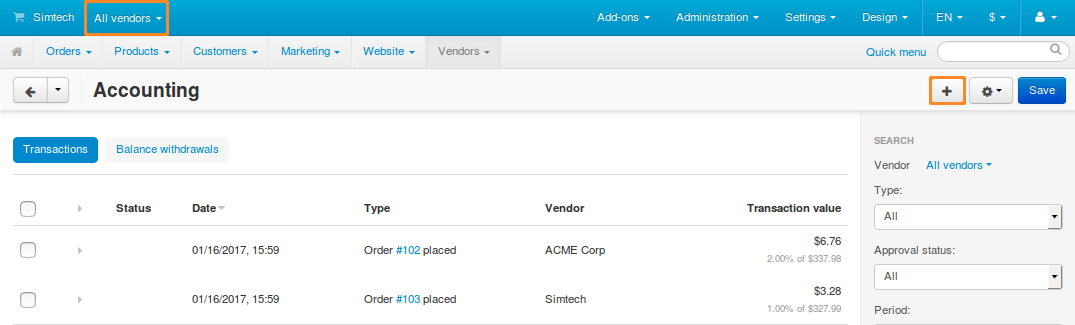 Simtech All vendors Add-ons Administration Settings Design EN $
Orders Products Customers Marketing Website Vendors Quick menu
Accounting Save
Transactions Balance withdrawals
SEARCH
Vendor All vendors
Type:
All
Approval status:
All
Period:
Status Date Type Vendor Transaction value
01/16/2017, 15:59 Order #102 placed ACME Corp $6.76
2.00% of $337.98
01/16/2017, 15:59 Order #103 placed Simtech $3.28
1.00% of $327.99